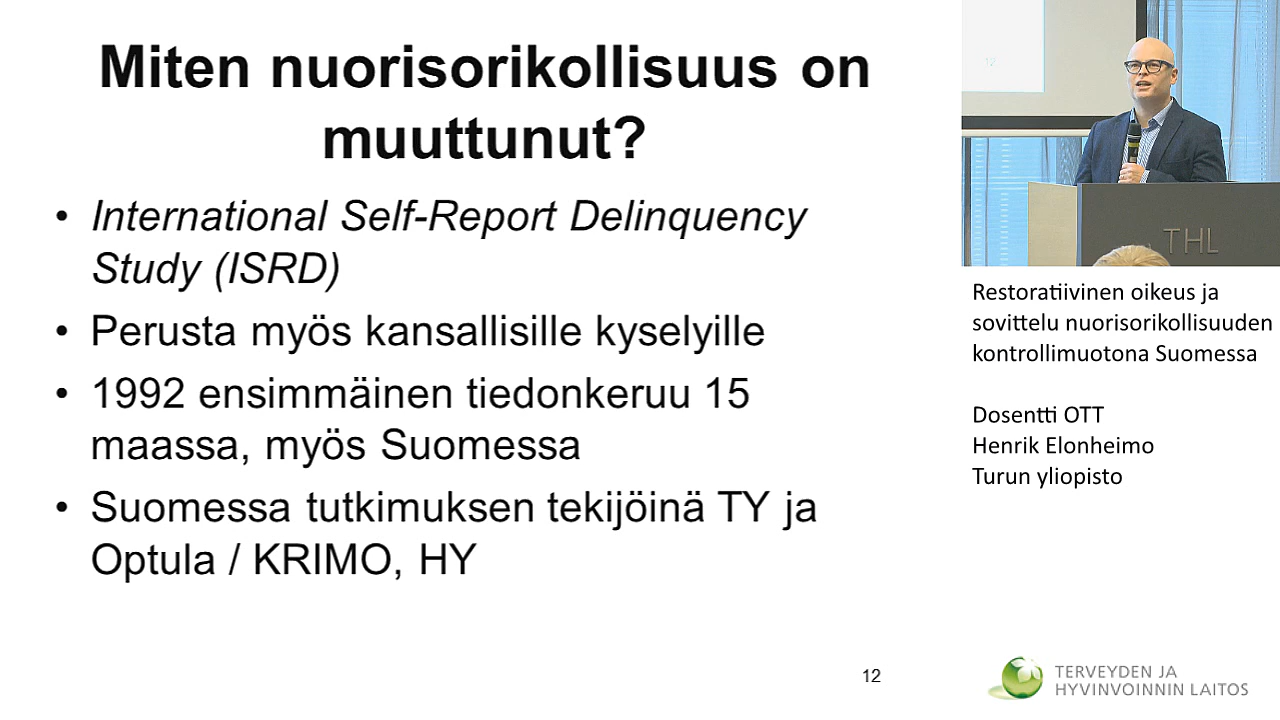 Miten nuorisorikollisuus on
muuttunut?
• International Self-Report Delinquency
Study (ISRD)
• Perusta myös kansallisille kyselyille
• 1992 ensimmäinen tiedonkeruu 15
maassa, myös Suomessa
• Suomessa tutkimuksen tekijöinä TY ja
Optula / KRIMO, HY
12
12
THL
Restoratiivinen oikeus ja
sovittelu nuorisorikollisuuden
kontrollimuotona Suomessa
Dosentti OTT
Henrik Elonheimo
Turun yliopisto
TERVEYDEN JA
HYVINVOINNIN LAITOS